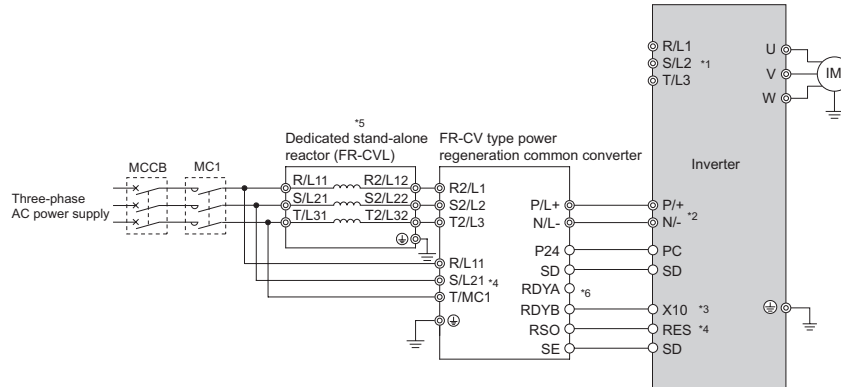 R/L1
S/L2 *1
T/L3
U
V
W
IM
*5
Dedicated stand-alone
reactor (FR-CVL)
FR-CV type power
regeneration common converter
Inverter
MCCB
MC1
Three-phase
AC power supply
R/L11 R2/L12
S/L21 S2/L22
T/L31 T2/L32
R2/L1
S2/L2
T2/L3
R/L11
S/L21 *4
T/MC1
P/L+
N/L-
P24
SD
RDYA *6
RDYB
RSO
SE
P/+
N/- *2
PC
SD
X10 *3
RES *4
SD